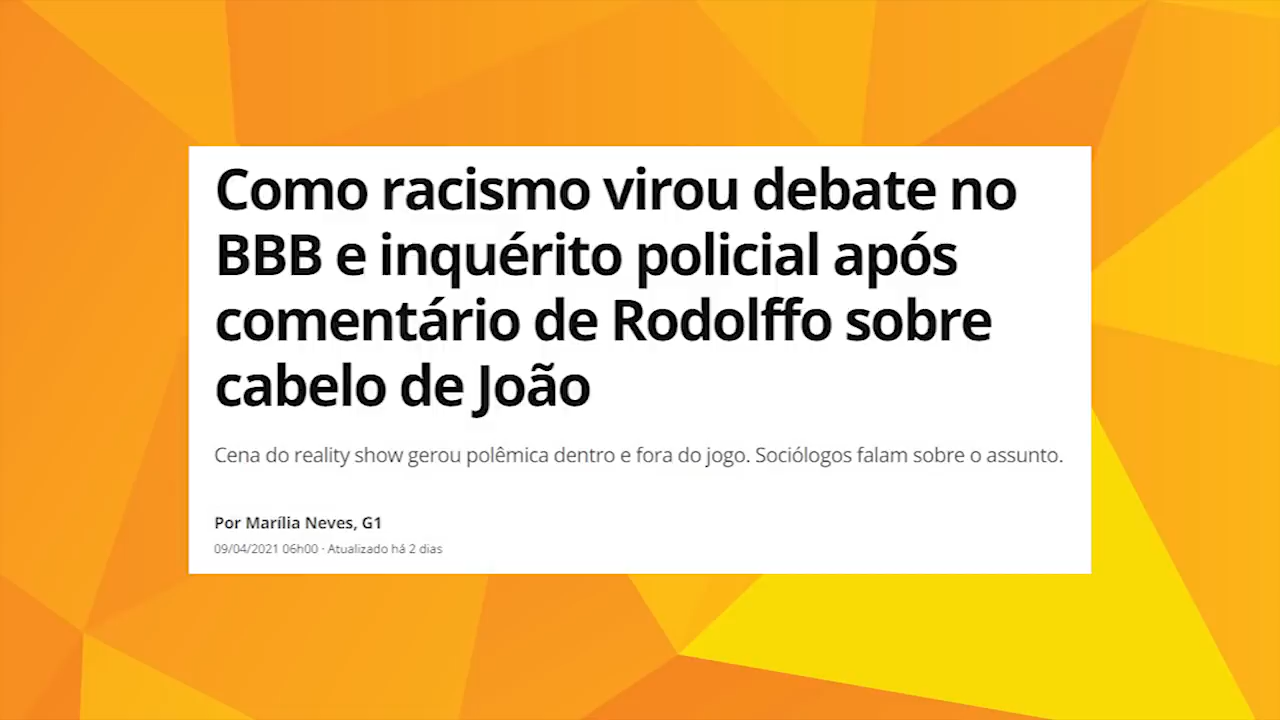 Como racismo virou debate no
BBB e inquérito policial após
comentário de Rodolffo sobre
cabelo de João
Cena do reality show gerou polêmica dentro e fora do jogo. Sociólogos falam sobre o assunto.
Por Marília Neves, G1
09/04/2021 06h00 · Atualizado há 2 dias